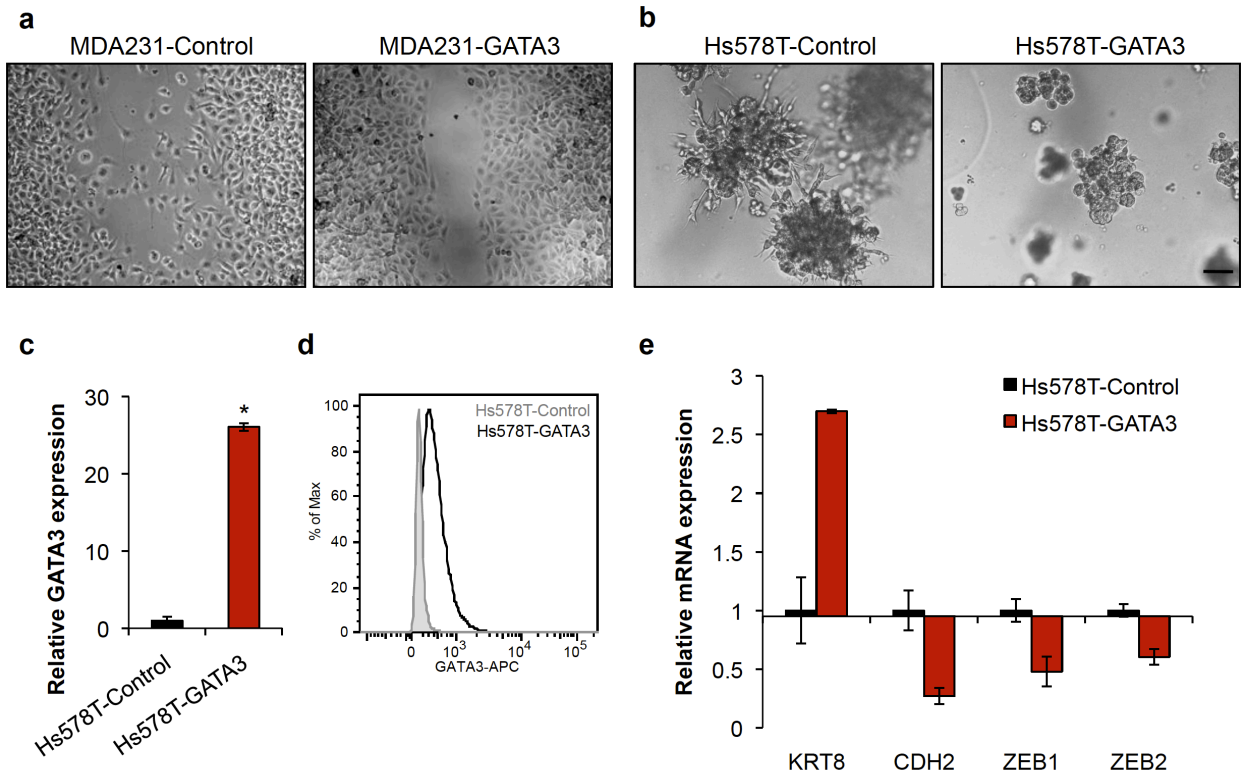 a
MDA231-Control
MDA231-GATA3
b
Hs578T-Control
Hs578T-GATA3
c
Relative GATA3 expression
30
20
10
0
*
Hs578T-Control
Hs578T-GATA3
d
% of Max
100
80
60
40
20
0
Hs578T-Control
Hs578T-GATA3
0
10³
10⁴
10⁵
GATA3-APC
e
Relative mRNA expression
3
2.5
2
1.5
1
0.5
0
Hs578T-Control
Hs578T-GATA3
KRT8
CDH2
ZEB1
ZEB2